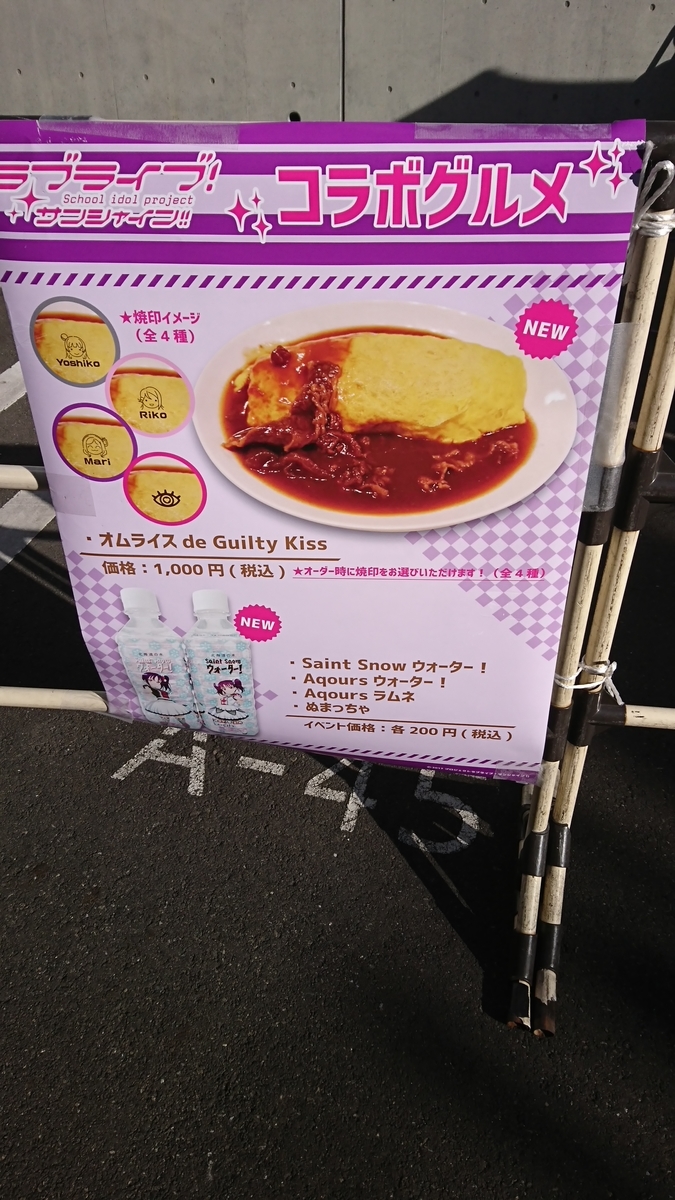 ラブライブ!
School idol project
サンシャイン!!
コラボグルメ
★焼印イメージ
(全4種)
NEW
Yoshiko
Riko
Mari
・オムライス de Guilty Kiss
価格：1,000円(税込)
★オーダー時に焼印をお選びいただけます！(全4種)
NEW
Saint Snow
ウォーター!
・Saint Snow ウォーター！
・Aqours ウォーター！
・Aqours ラムネ
・ぬまっちゃ
イベント価格：各200円(税込)
A-45